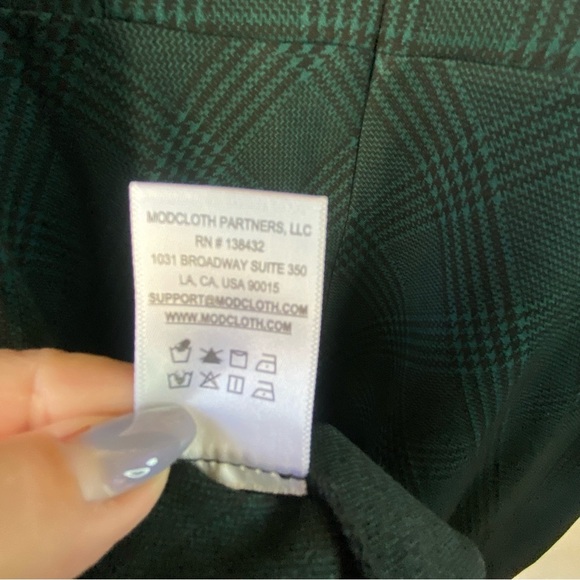 MODCLOTH PARTNERS, LLC
RN # 138432
1031 BROADWAY SUITE 350
LA, CA, USA 90015
SUPPORT@MODCLOTH.COM
WWW.MODCLOTH.COM